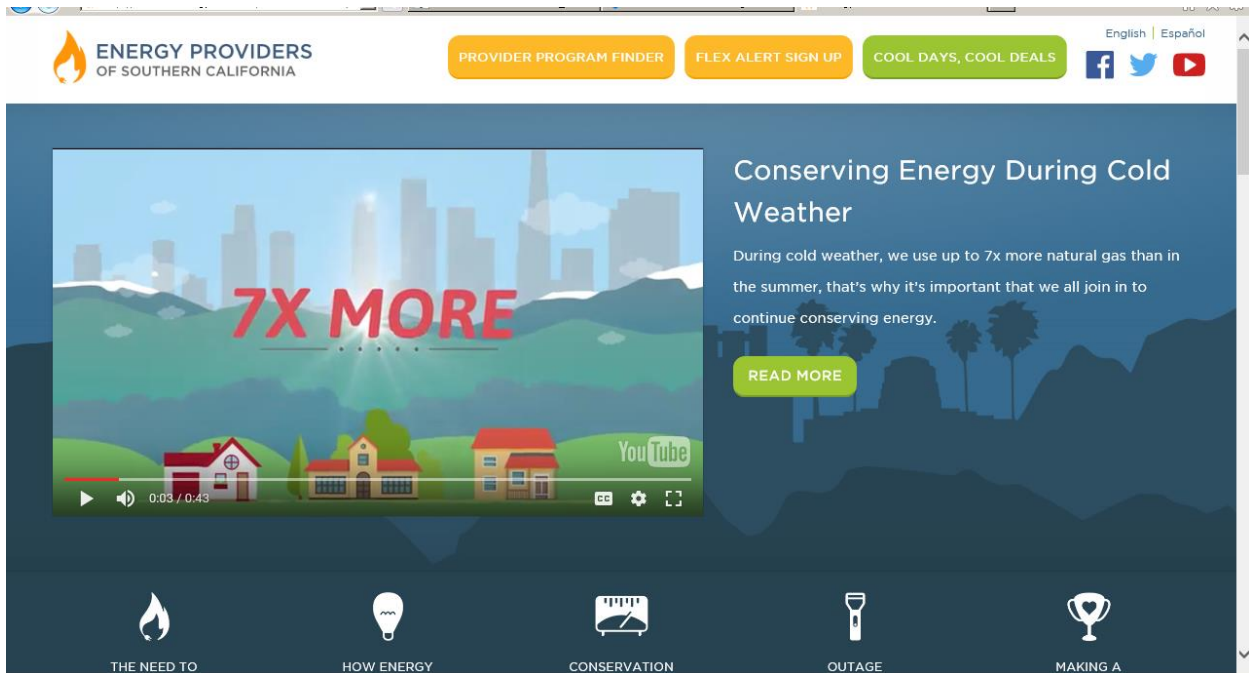 ENERGY PROVIDERS
OF SOUTHERN CALIFORNIA
PROVIDER PROGRAM FINDER
FLEX ALERT SIGN UP
COOL DAYS, COOL DEALS
English | Español
7X MORE
YouTube
0:03 / 0:43
CC
Conserving Energy During Cold
Weather
During cold weather, we use up to 7x more natural gas than in
the summer, that's why it's important that we all join in to
continue conserving energy.
READ MORE
THE NEED TO
HOW ENERGY
CONSERVATION
OUTAGE
MAKING A